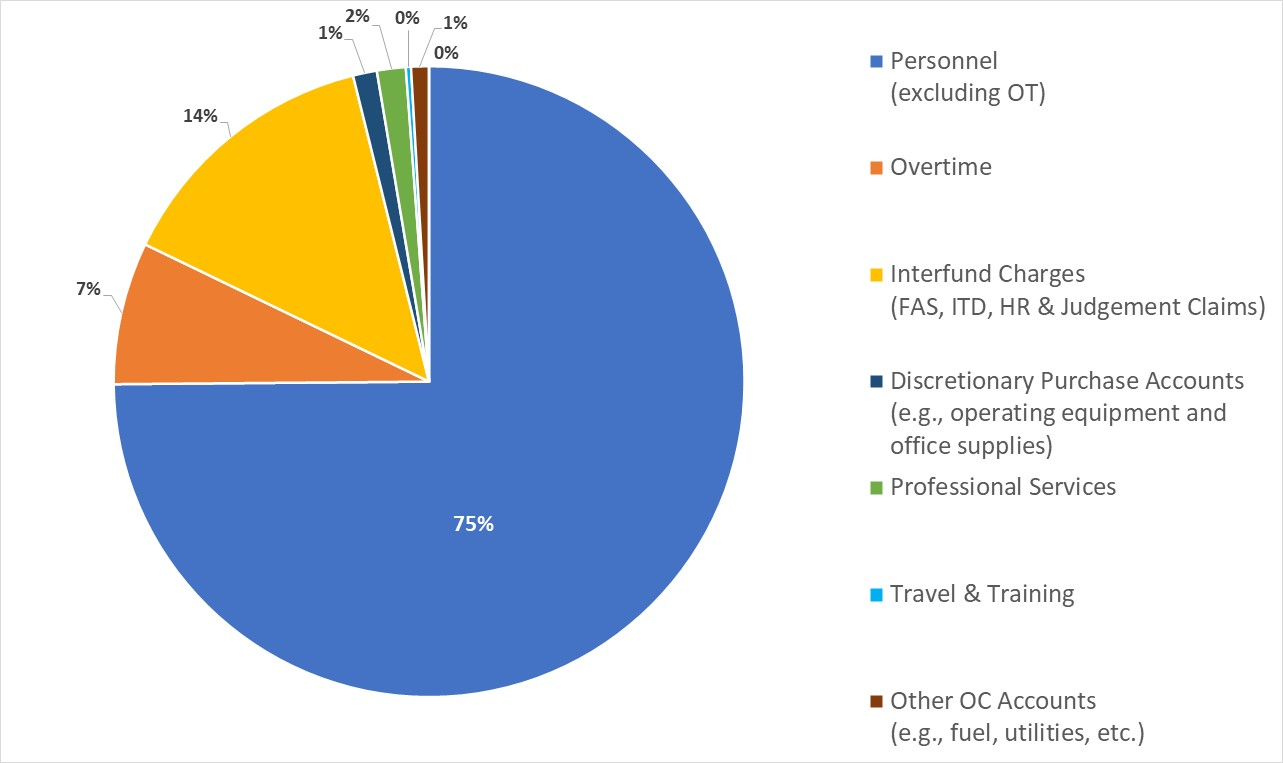 2%
0%
1%
1%
0%
14%
7%
75%
Personnel
(excluding OT)
Overtime
Interfund Charges
(FAS, ITD, HR & Judgement Claims)
Discretionary Purchase Accounts
(e.g., operating equipment and
office supplies)
Professional Services
Travel & Training
Other OC Accounts
(e.g., fuel, utilities, etc.)